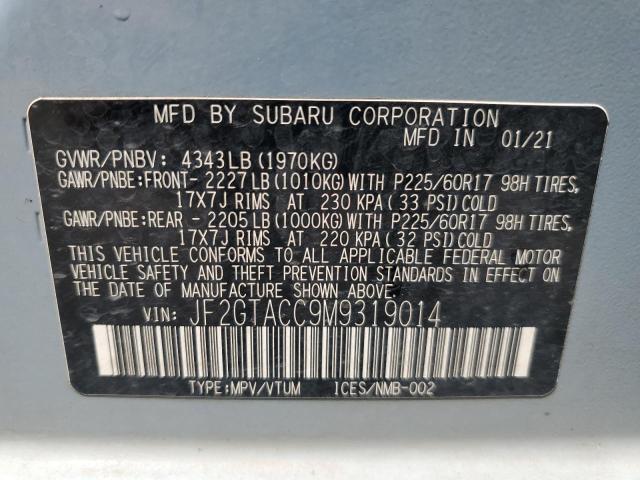 MFD BY SUBARU CORPORATION
MFD IN 01/21
GVWR/PNBV: 4343LB(1970KG)
GAWR/PNBE:FRONT- 2227LB(1010KG)WITH P225/60R17 98H TIRES,
17X7J RIMS AT 230 KPA(33 PSI)COLD
GAWR/PNBE:REAR - 2205LB(1000KG)WITH P225/60R17 98H TIRES,
17X7J RIMS AT 220 KPA(32 PSI)COLD
THIS VEHICLE CONFORMS TO ALL APPLICABLE FEDERAL MOTOR
VEHICLE SAFETY AND THEFT PREVENTION STANDARDS IN EFFECT ON
THE DATE OF MANUFACTURE SHOWN ABOVE.
VIN: JF2GTACC9M9319014
TYPE:MPV/VTUM ICES/NMB-002